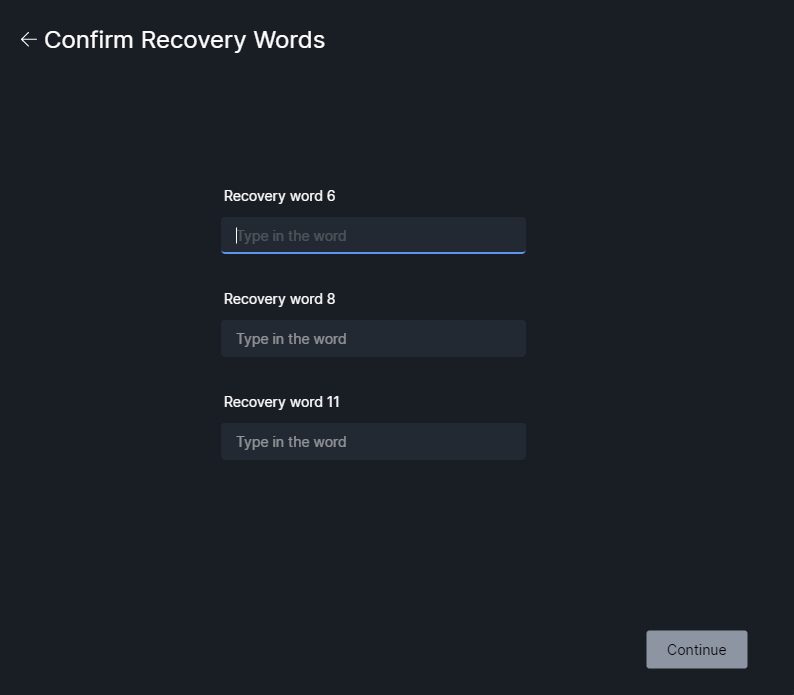 Confirm Recovery Words
Recovery word 6
Type in the word
Recovery word 8
Type in the word
Recovery word 11
Type in the word
Continue